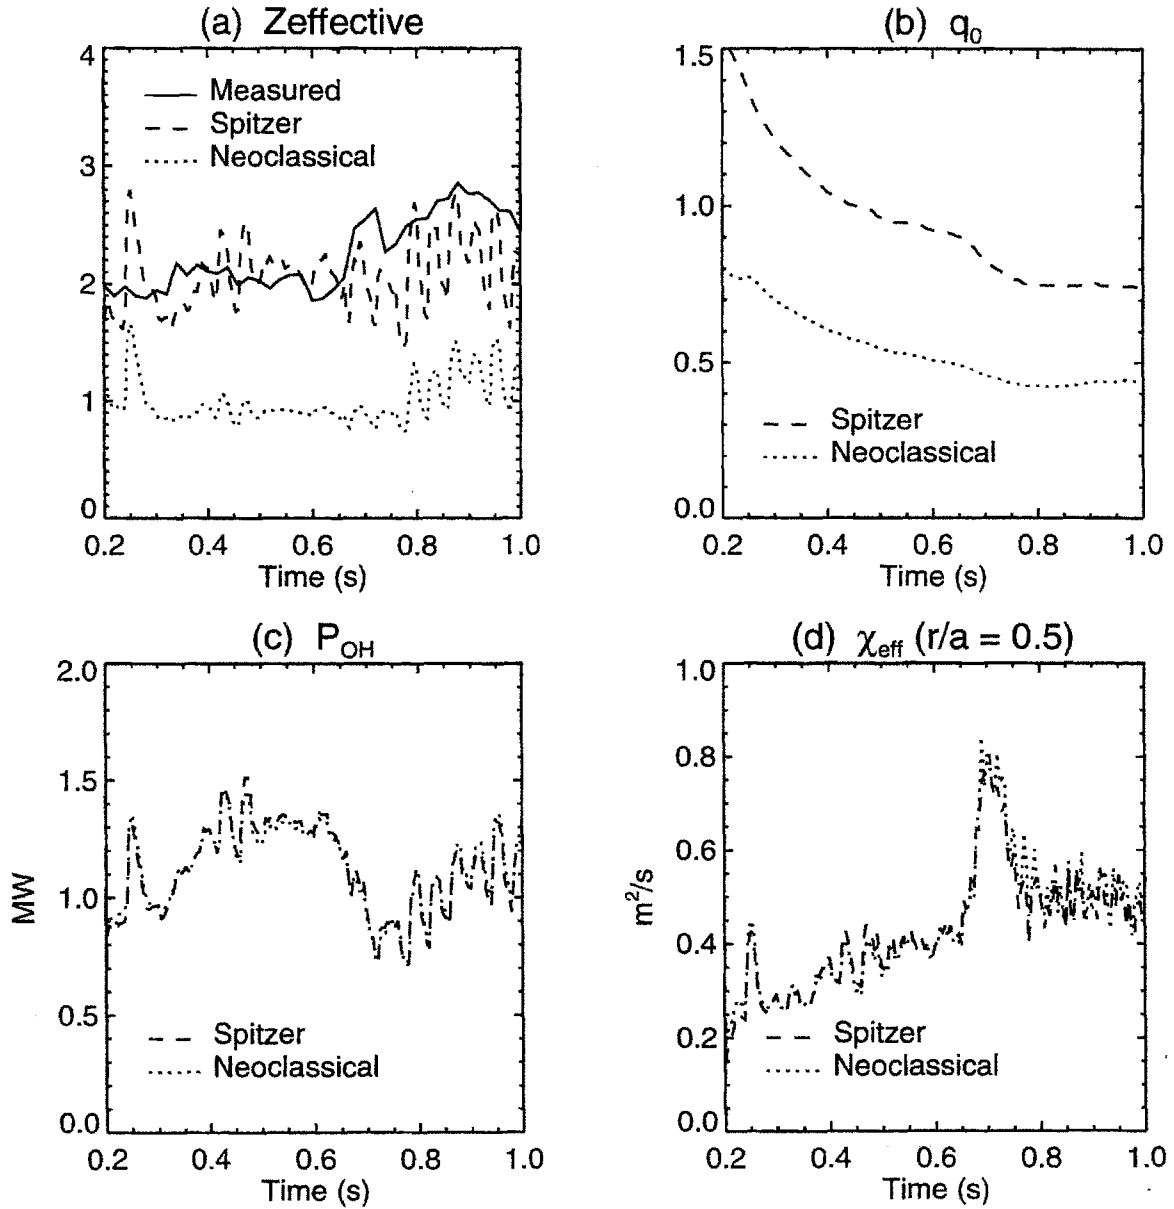 (a) Zeffective
4
3
2
1
0
Measured
Spitzer
Neoclassical
0.2 0.4 0.6 0.8 1.0
Time (s)
(b) q₀
1.5
1.0
0.5
0.0
Spitzer
Neoclassical
0.2 0.4 0.6 0.8 1.0
Time (s)
(c) P_OH
2.0
1.5
1.0
0.5
0.0
MW
Spitzer
Neoclassical
0.2 0.4 0.6 0.8 1.0
Time (s)
(d) χ_eff (r/a = 0.5)
1.0
0.8
0.6
0.4
0.2
0.0
m²/s
Spitzer
Neoclassical
0.2 0.4 0.6 0.8 1.0
Time (s)